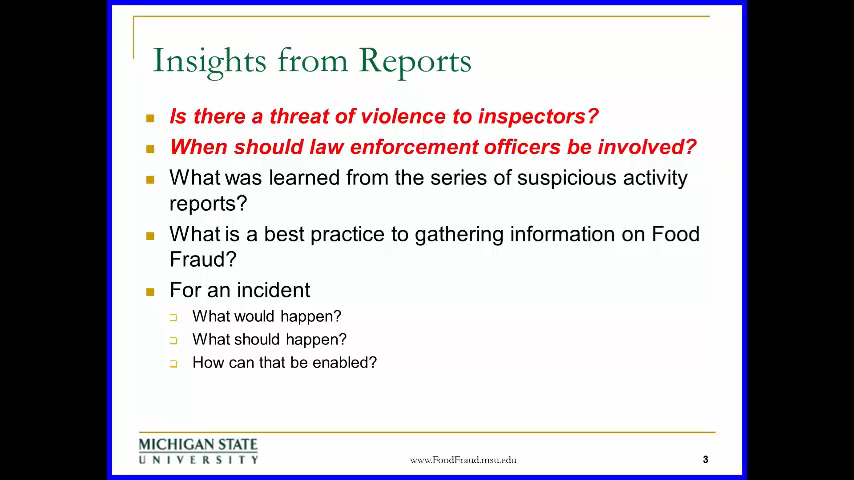 Insights from Reports
Is there a threat of violence to inspectors?
When should law enforcement officers be involved?
What was learned from the series of suspicious activity
reports?
What is a best practice to gathering information on Food
Fraud?
For an incident
What would happen?
What should happen?
How can that be enabled?
MICHIGAN STATE
UNIVERSITY
www.FoodFraud.msu.edu
3